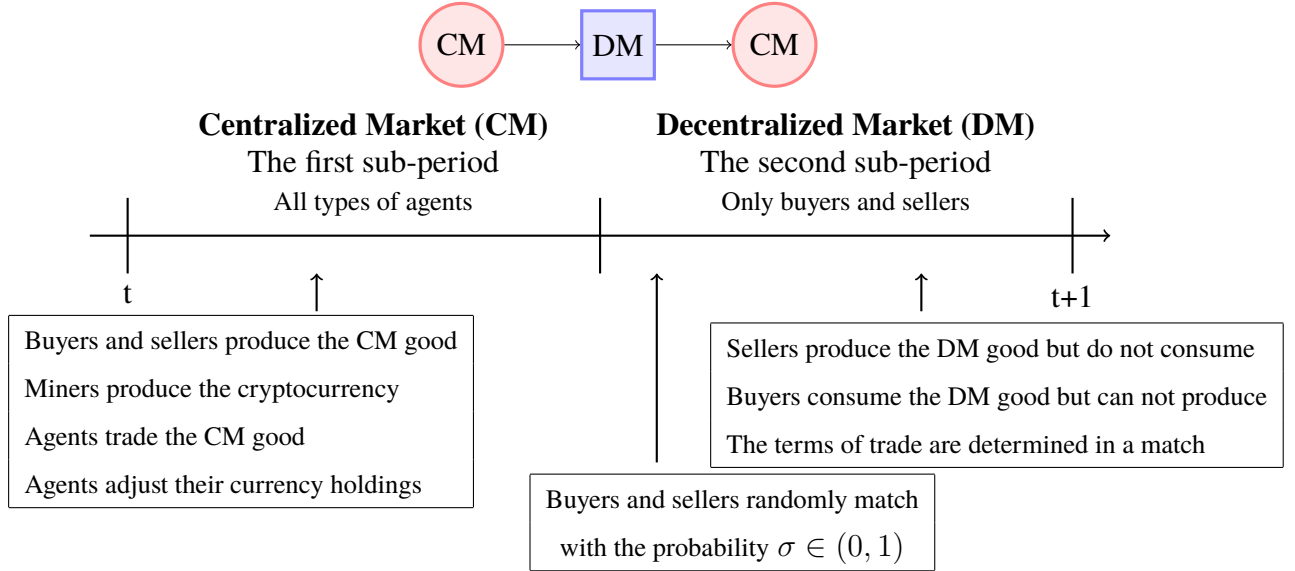 CM
DM
CM
Centralized Market (CM)
The first sub-period
All types of agents
Decentralized Market (DM)
The second sub-period
Only buyers and sellers
t
t+1
Buyers and sellers produce the CM good
Miners produce the cryptocurrency
Agents trade the CM good
Agents adjust their currency holdings
Buyers and sellers randomly match
with the probability σ ∈ (0, 1)
Sellers produce the DM good but do not consume
Buyers consume the DM good but can not produce
The terms of trade are determined in a match